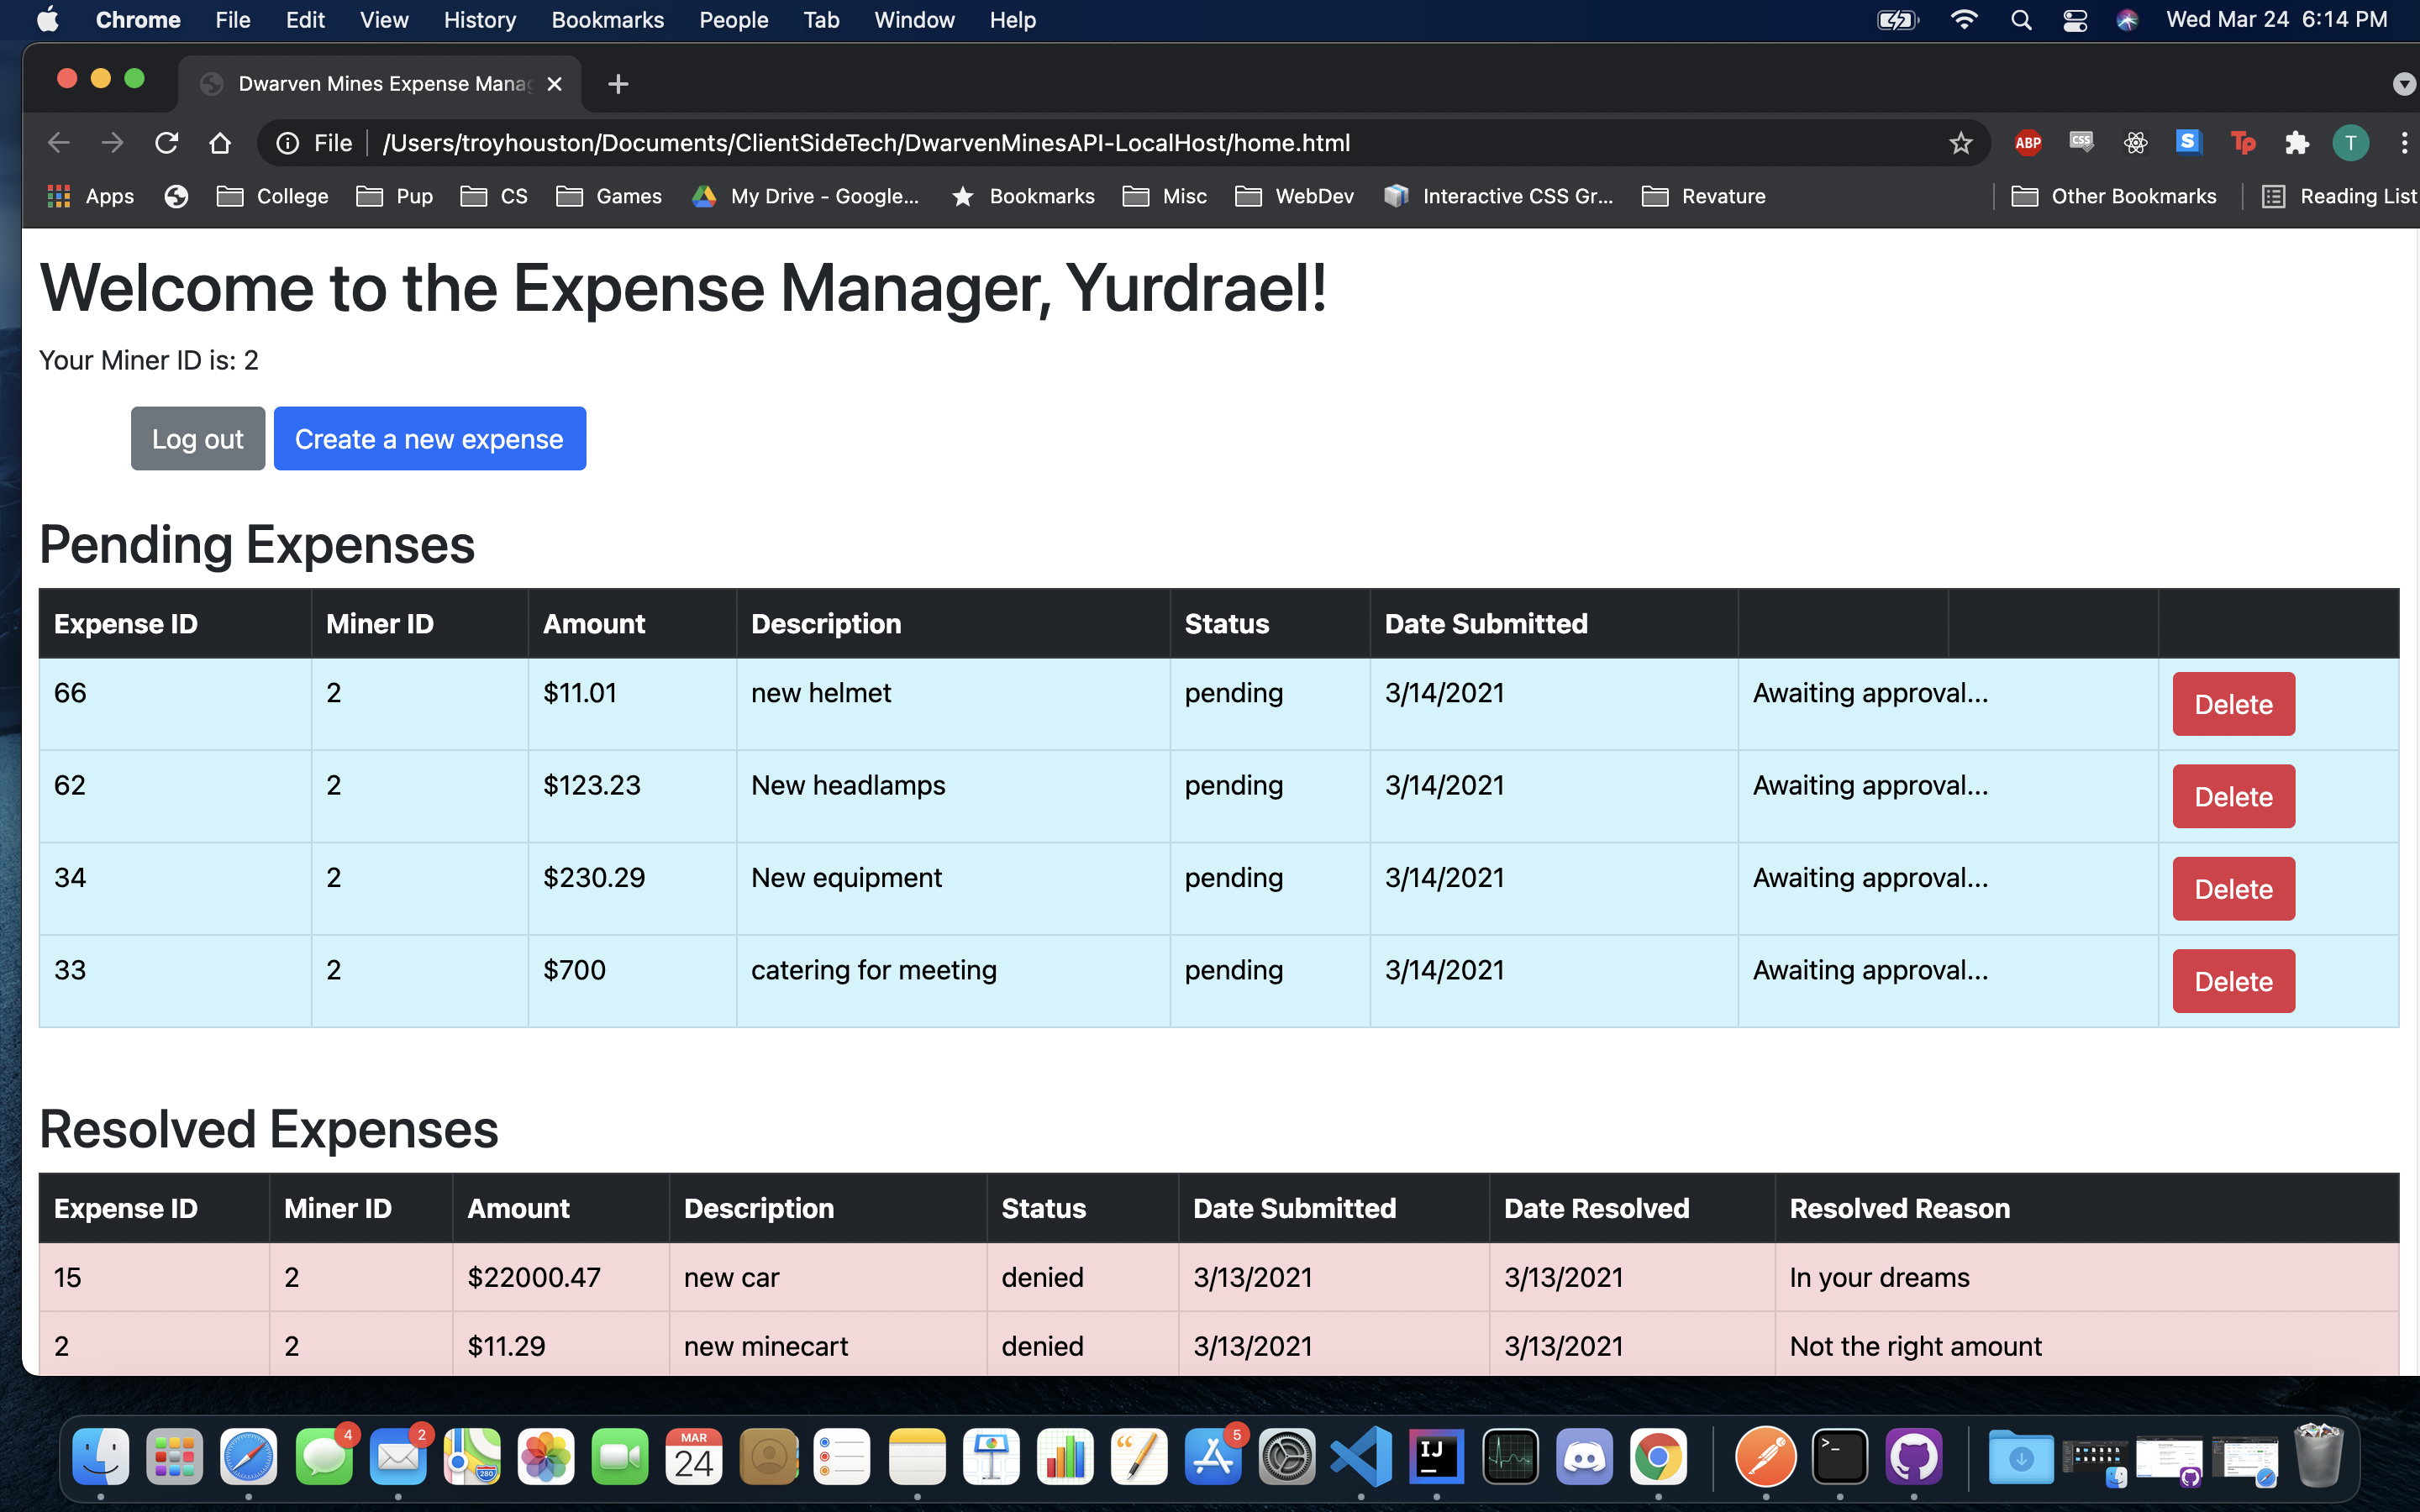 Chrome File Edit View History Bookmarks People Tab Window Help Wed Mar 24 6:14 PM
Dwarven Mines Expense Mana
File /Users/troyhouston/Documents/ClientSideTech/DwarvenMinesAPI-LocalHost/home.html ABP CSS S Tp T
Apps College Pup CS Games My Drive - Google... Bookmarks Misc WebDev Interactive CSS Gr... Revature Other Bookmarks Reading List
Welcome to the Expense Manager, Yurdrael!
Your Miner ID is: 2
Log out Create a new expense
Pending Expenses
Expense ID Miner ID Amount Description Status Date Submitted
66 2 $11.01 new helmet pending 3/14/2021 Awaiting approval... Delete
62 2 $123.23 New headlamps pending 3/14/2021 Awaiting approval... Delete
34 2 $230.29 New equipment pending 3/14/2021 Awaiting approval... Delete
33 2 $700 catering for meeting pending 3/14/2021 Awaiting approval... Delete
Resolved Expenses
Expense ID Miner ID Amount Description Status Date Submitted Date Resolved Resolved Reason
15 2 $22000.47 new car denied 3/13/2021 3/13/2021 In your dreams
2 2 $11.29 new minecart denied 3/13/2021 3/13/2021 Not the right amount
4 2 280 MAR 24 5 IJ >_